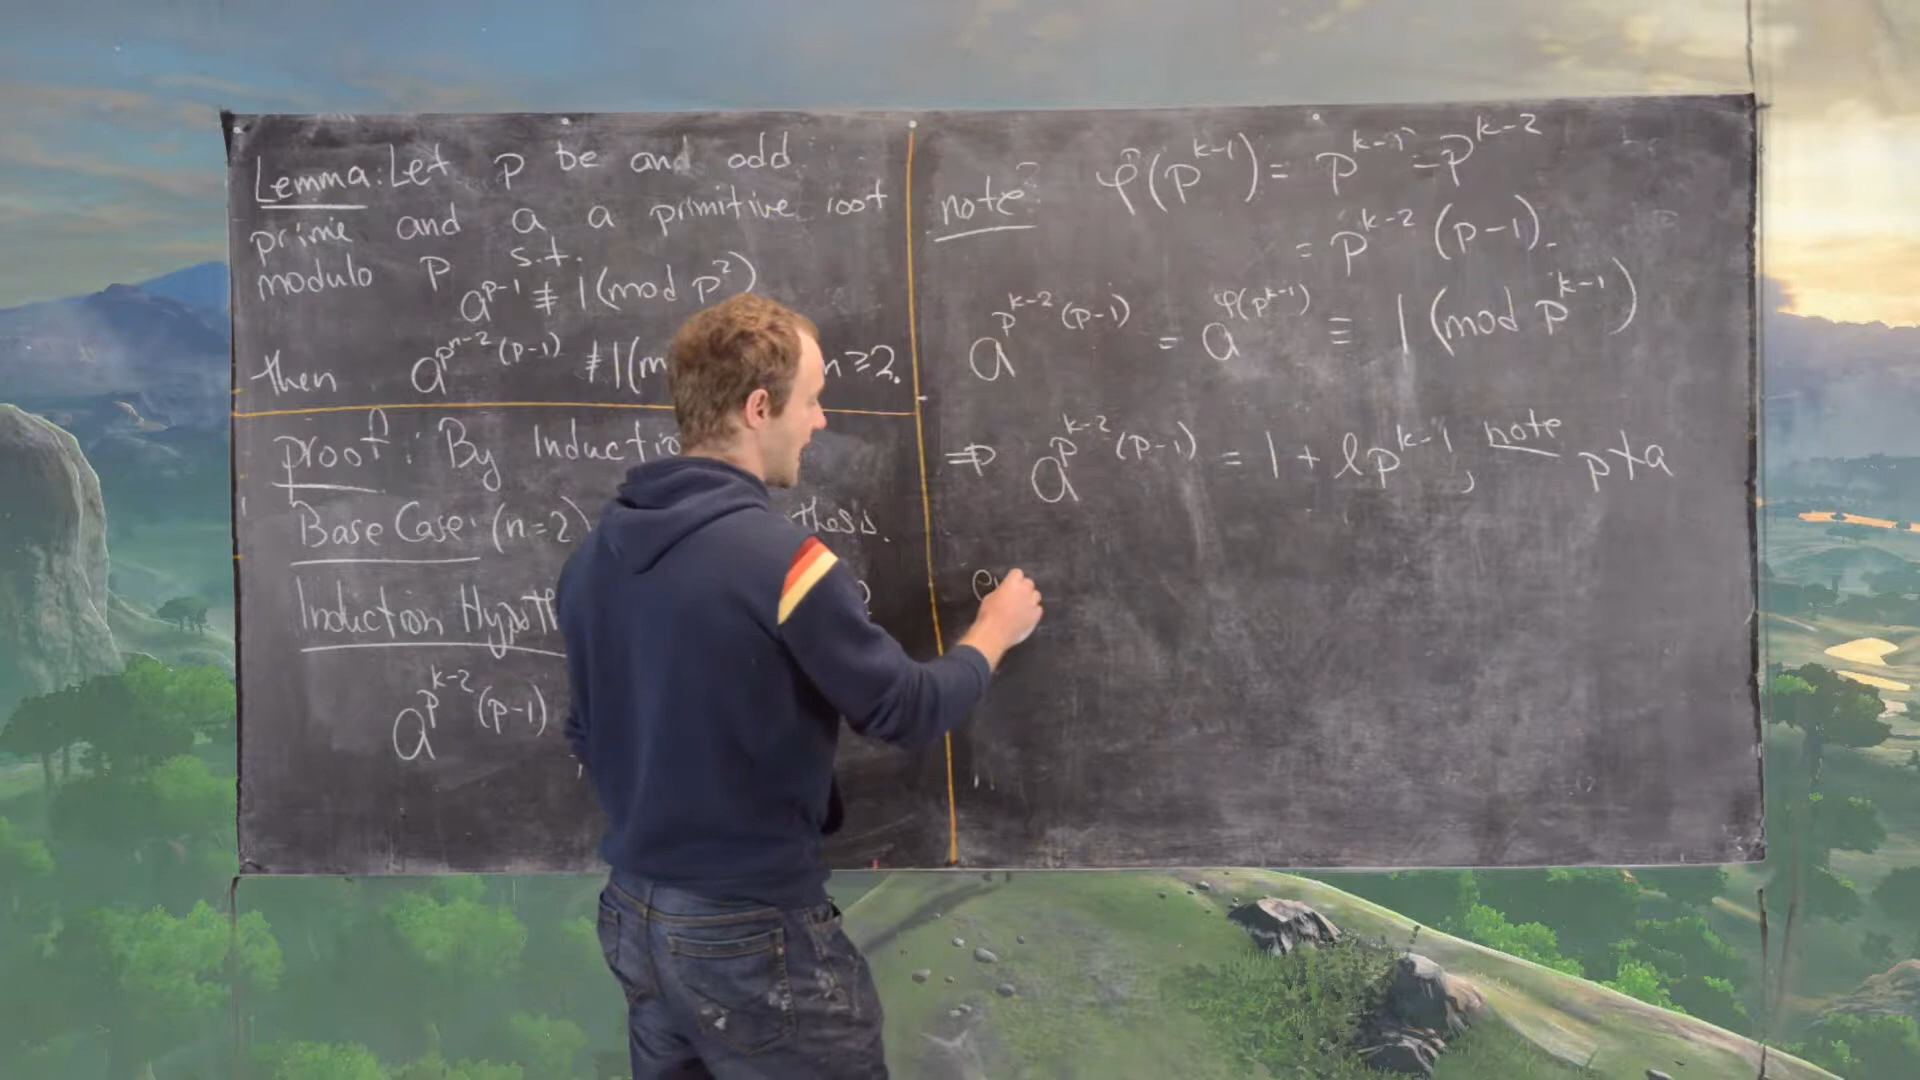 Lemma: Let p be and odd
prime and a a primitive root
modulo p s.t.
a^{p-1} ≢ 1 (mod p^2)
then a^{p^{n-2}(p-1)} ≢ 1 (m n ≥ 2.
proof: By Inductio
Base Case: (n=2) thesis.
Induction Hypoth
a^{p^{k-2}(p-1)}
note: φ(p^{k-1}) = p^{k-1} - p^{k-2}
= p^{k-2}(p-1).
a^{p^{k-2}(p-1)} = a^{φ(p^{k-1})} ≡ 1 (mod p^{k-1})
⇒ a^{p^{k-2}(p-1)} = 1 + lp^{k-1}, note p∤a